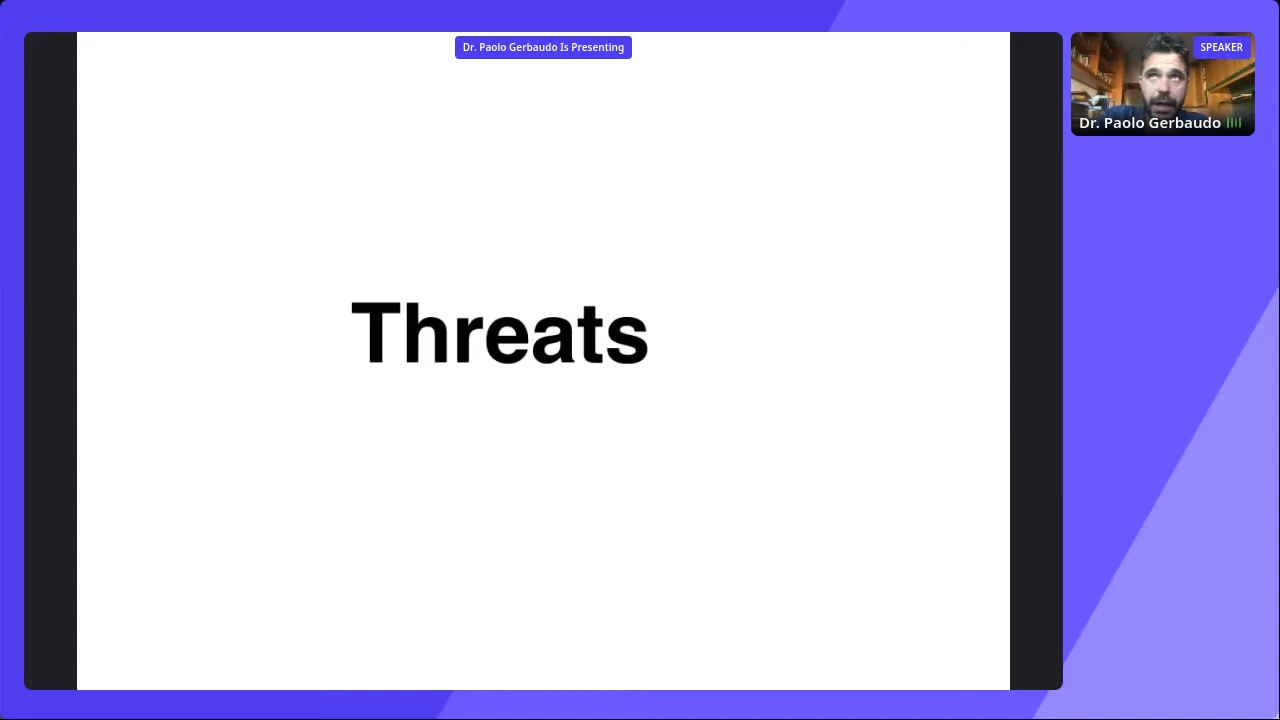 Dr. Paolo Gerbaudo Is Presenting
SPEAKER
Dr. Paolo Gerbaudo
Threats